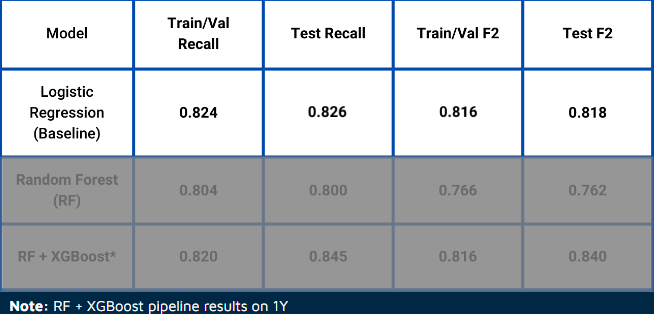 Model Train/Val Recall Test Recall Train/Val F2 Test F2
Logistic Regression (Baseline) 0.824 0.826 0.816 0.818
Random Forest (RF) 0.804 0.800 0.766 0.762
RF + XGBoost* 0.820 0.845 0.816 0.840
Note: RF + XGBoost pipeline results on 1Y